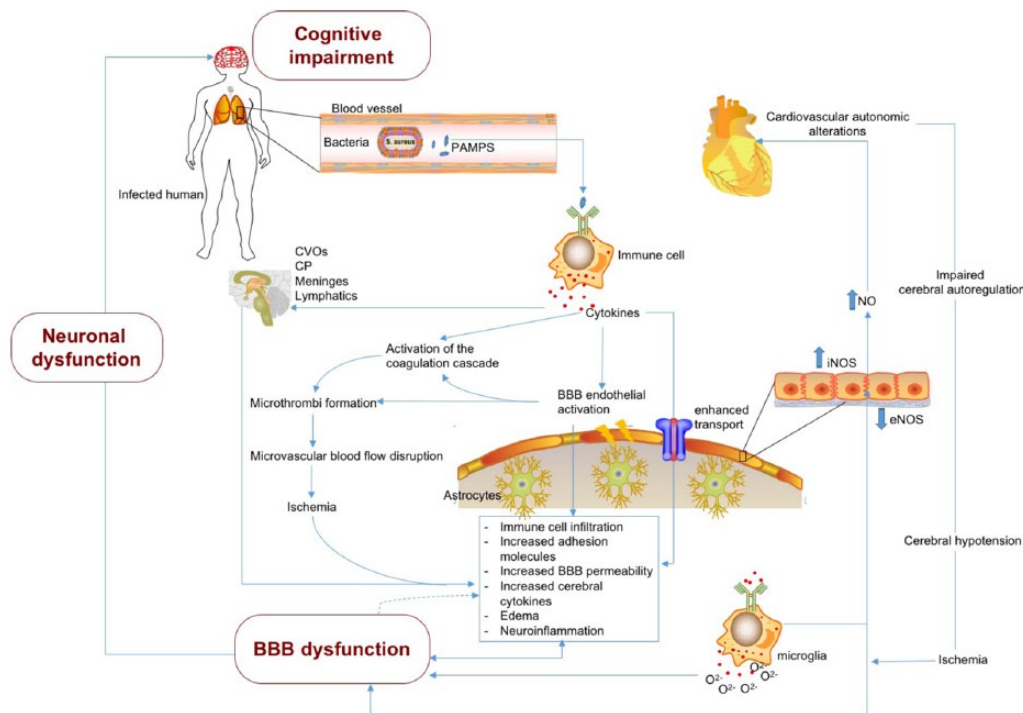 Cognitive
impairment
Blood vessel
Bacteria
S. aureus
PAMPS
Infected human
Cardiovascular autonomic
alterations
Immune cell
CVOs
CP
Meninges
Lymphatics
Cytokines
Impaired
cerebral autoregulation
NO
Neuronal
dysfunction
Activation of the
coagulation cascade
iNOS
Microthrombi formation
BBB endothelial
activation
enhanced
transport
eNOS
Microvascular blood flow disruption
Astrocytes
Ischemia
- Immune cell infiltration
- Increased adhesion
molecules
- Increased BBB permeability
- Increased cerebral
cytokines
- Edema
- Neuroinflammation
Cerebral hypotension
BBB dysfunction
microglia
Ischemia
O2-
O2-
O2-
O2-
O2-